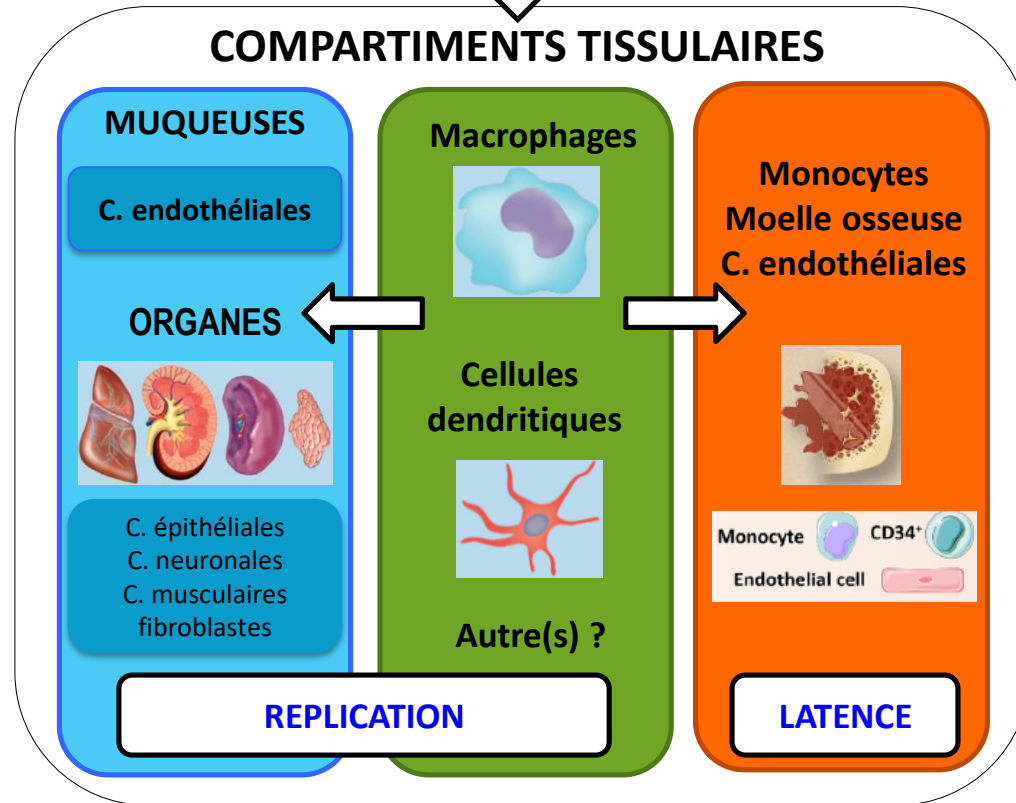 COMPARTIMENTS TISSULAIRES
MUQUEUSES
C. endothéliales
ORGANES
C. épithéliales
C. neuronales
C. musculaires
fibroblastes
Macrophages
Cellules
dendritiques
Autre(s) ?
REPLICATION
Monocytes
Moelle osseuse
C. endothéliales
Monocyte CD34⁺
Endothelial cell
LATENCE